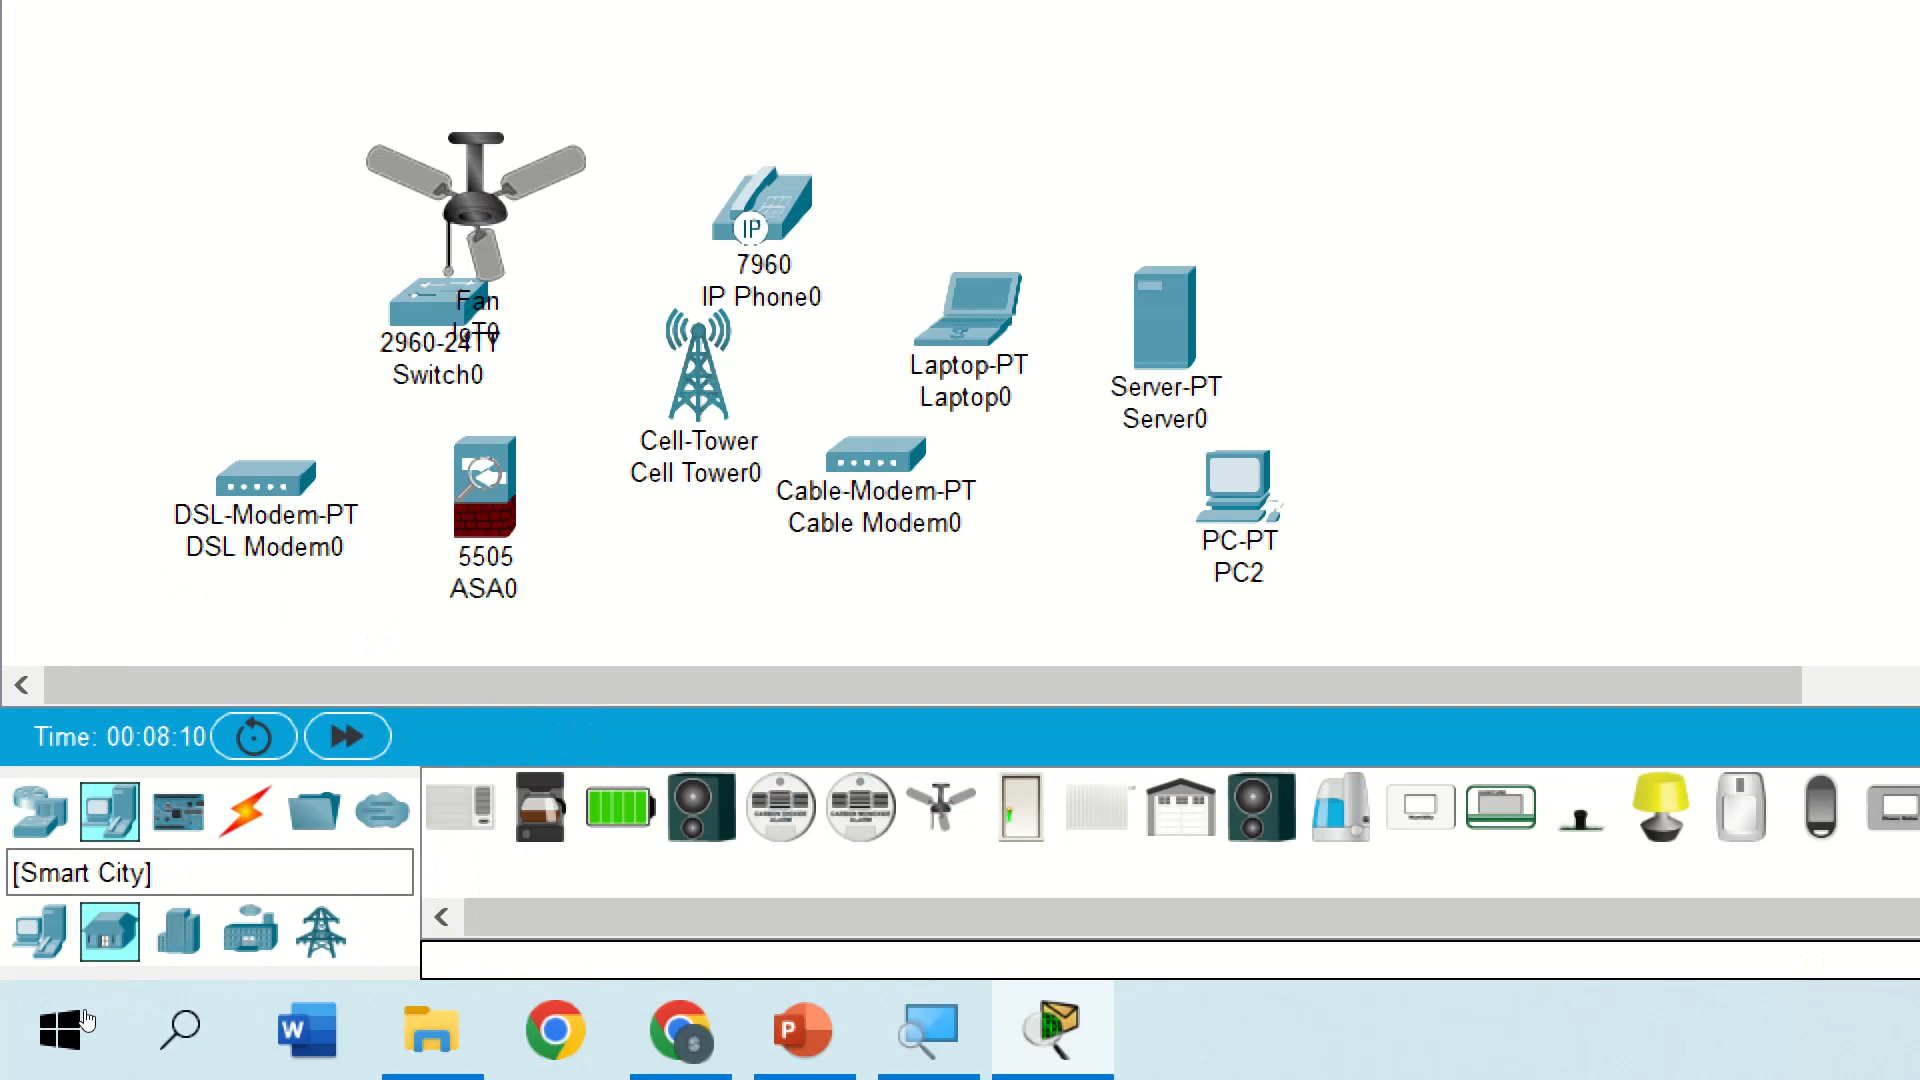 IP
7960
IP Phone0
Fan
IoT0
2960-24TT
Switch0
Laptop-PT
Laptop0
Server-PT
Server0
Cell-Tower
Cell Tower0
Cable-Modem-PT
Cable Modem0
DSL-Modem-PT
DSL Modem0
5505
ASA0
PC-PT
PC2
Time: 00:08:10
[Smart City]
W
S
P